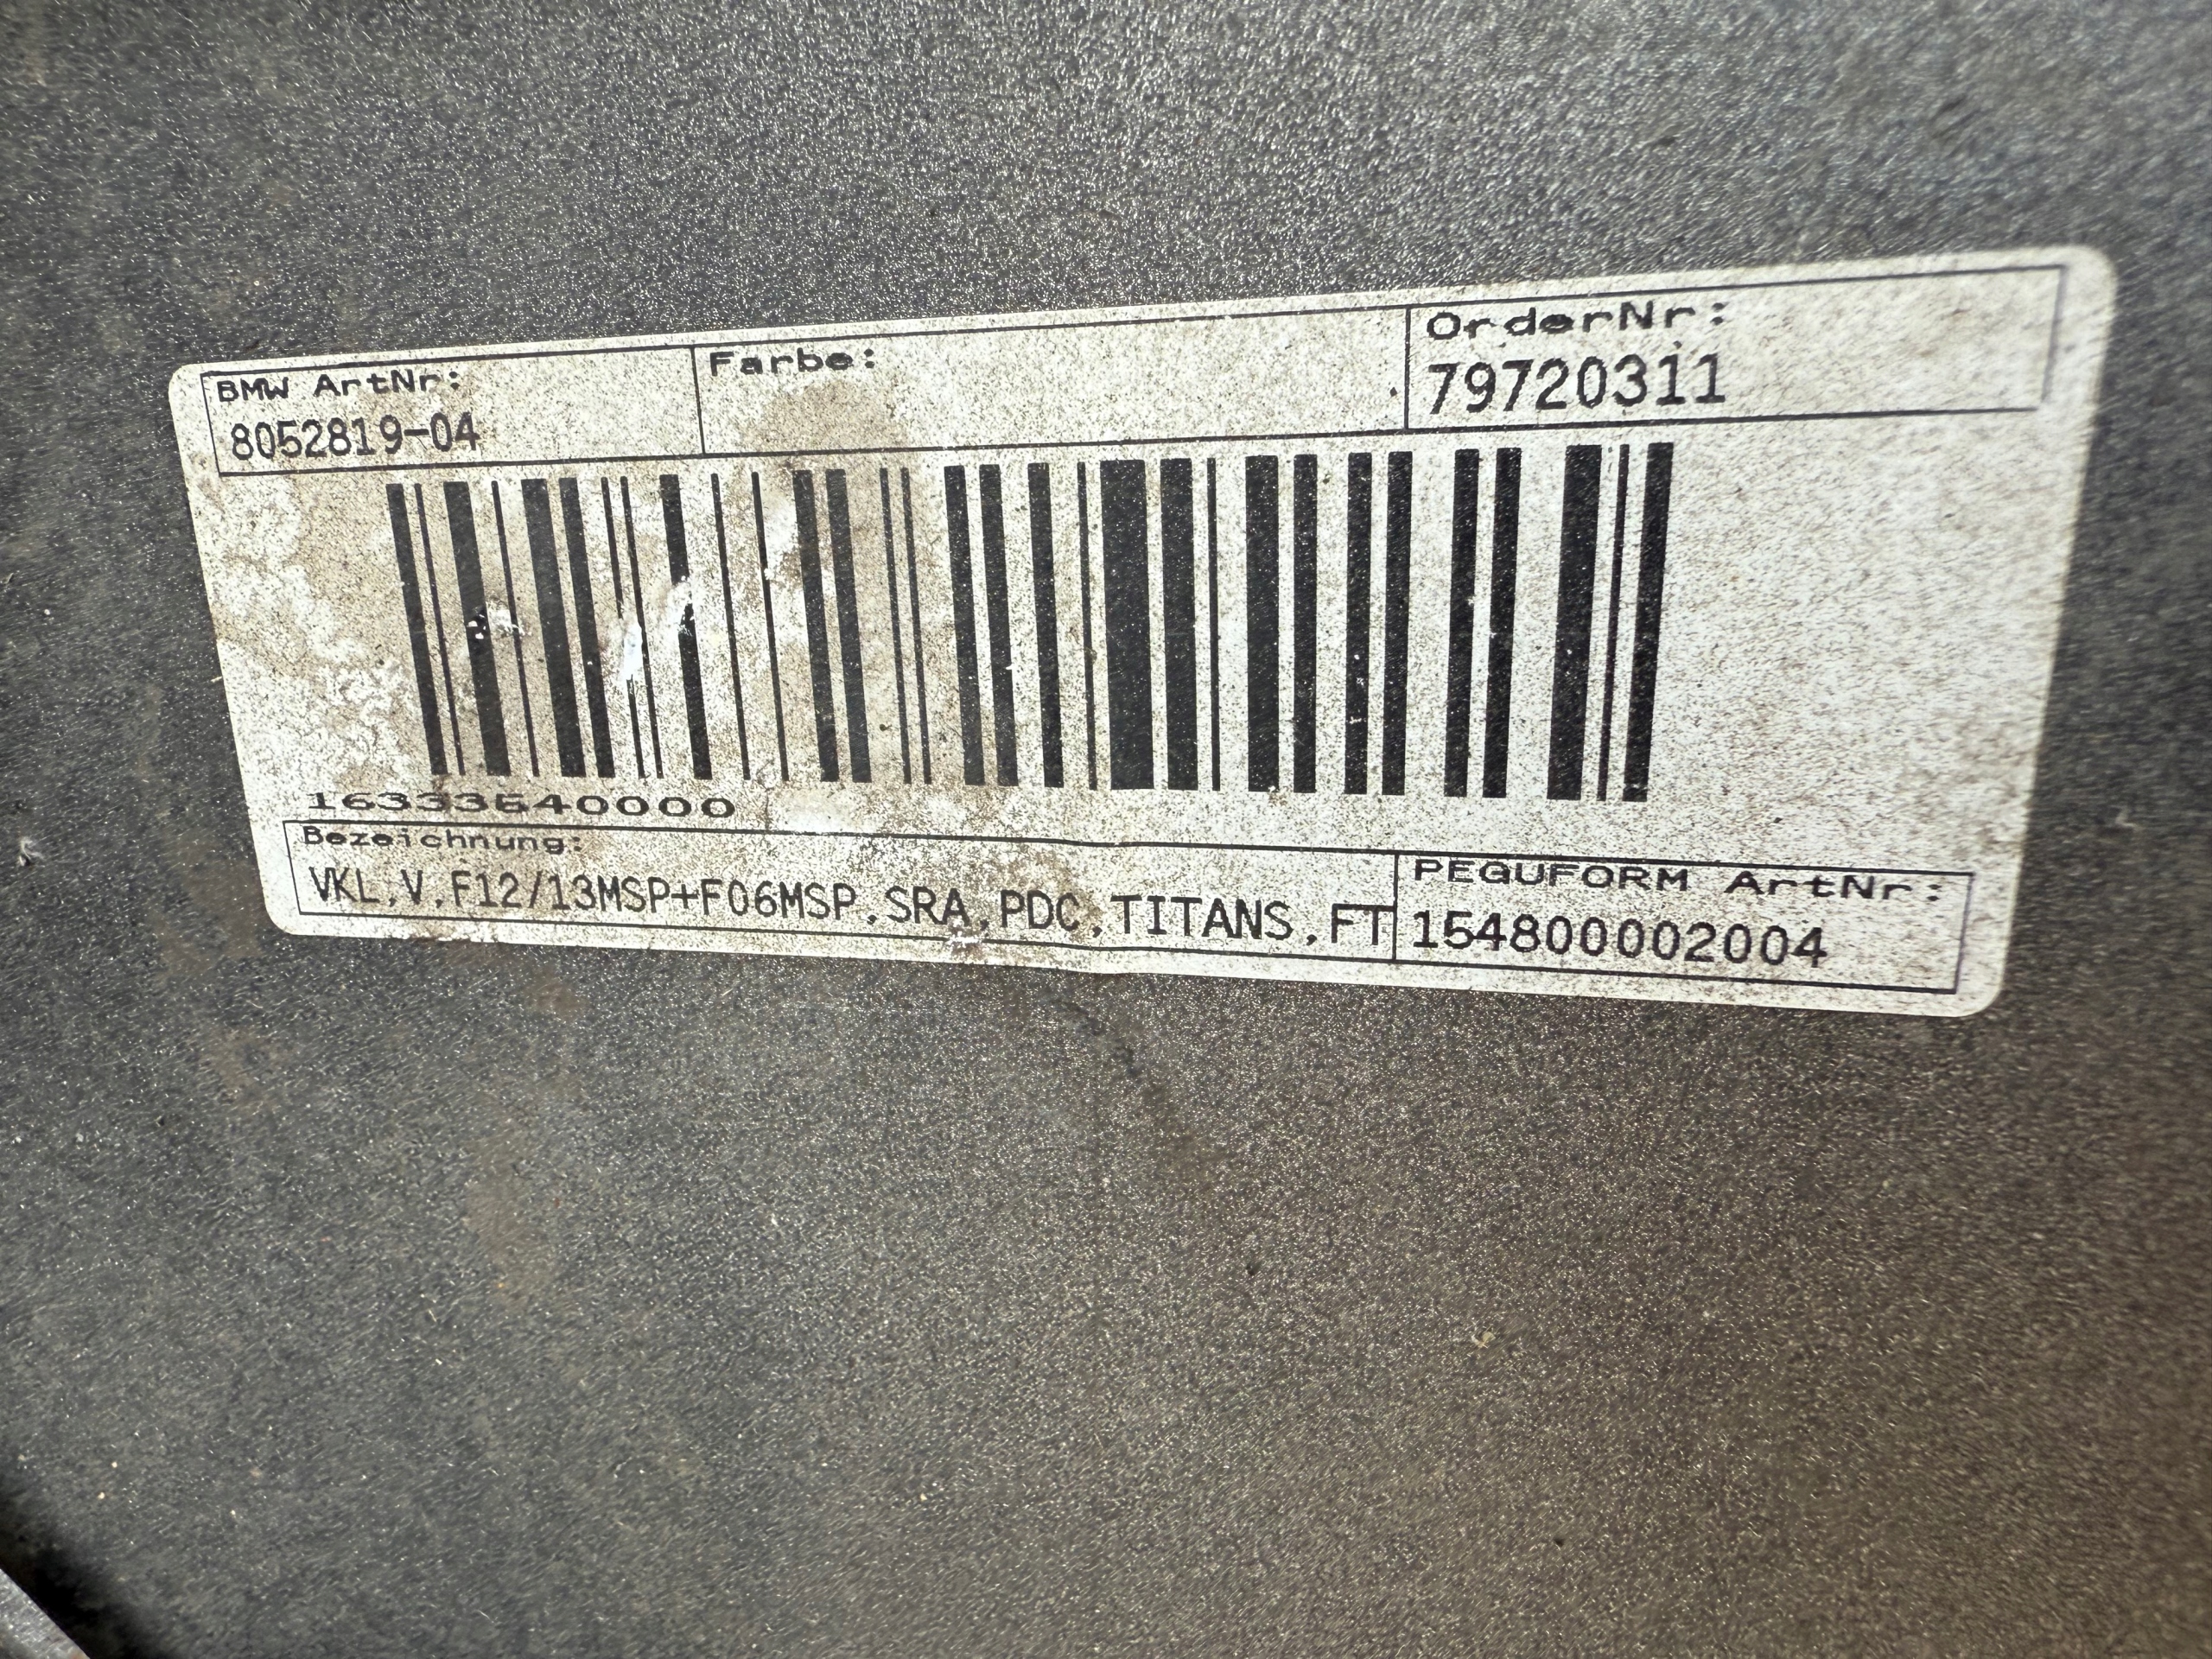 BMW ArtNr:
8052819-04
Farbe:
OrderNr:
79720311
16333540000
Bezeichnung:
VKL,V,F12/13MSP+F06MSP,SRA,PDC,TITANS,FT
PEGUFORM ArtNr:
154800002004